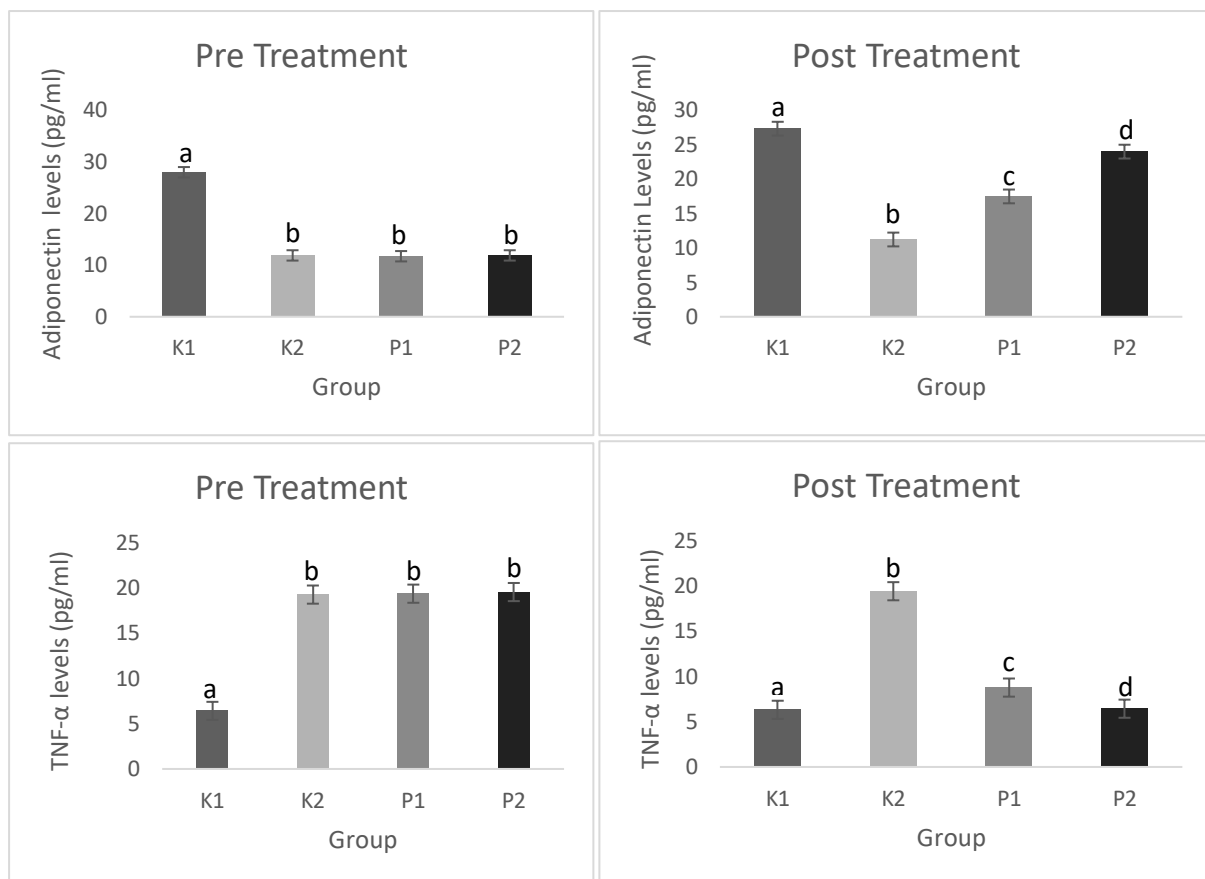 Pre Treatment
Adiponectin levels (pg/ml)
40
30
20
10
0
a
b
b
b
K1 K2 P1 P2
Group
Post Treatment
Adiponectin Levels (pg/ml)
30
25
20
15
10
5
0
a
b
c
d
K1 K2 P1 P2
Group
Pre Treatment
TNF-α levels (pg/ml)
25
20
15
10
5
0
a
b
b
b
K1 K2 P1 P2
Group
Post Treatment
TNF-α levels (pg/ml)
25
20
15
10
5
0
a
b
c
d
K1 K2 P1 P2
Group